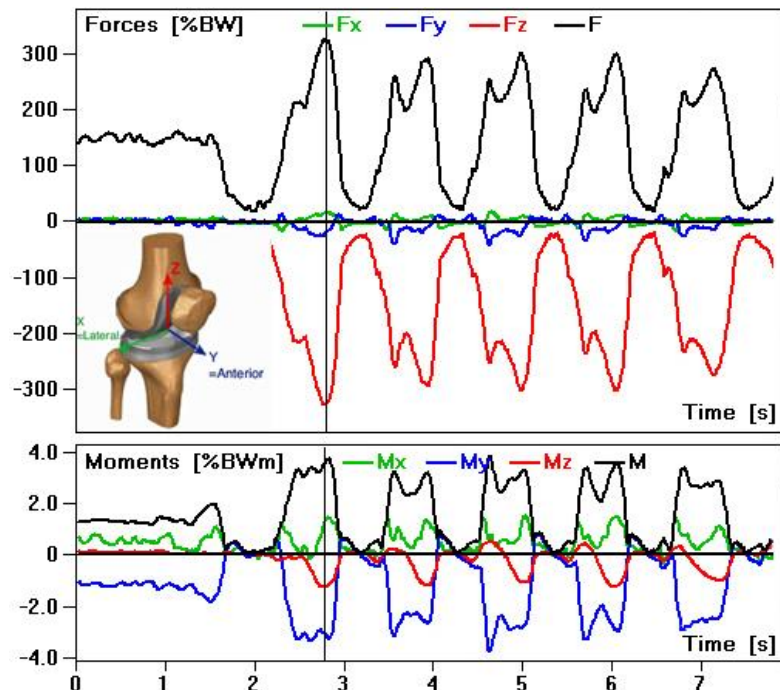 Forces [%BW] Fx Fy Fz F
300
200
100
0
-100
-200
-300
Z
X
=Lateral
Y
=Anterior
Time [s]
4.0
Moments [%BWm] Mx My Mz M
2.0
0
-2.0
-4.0
Time [s]
0 1 2 3 4 5 6 7